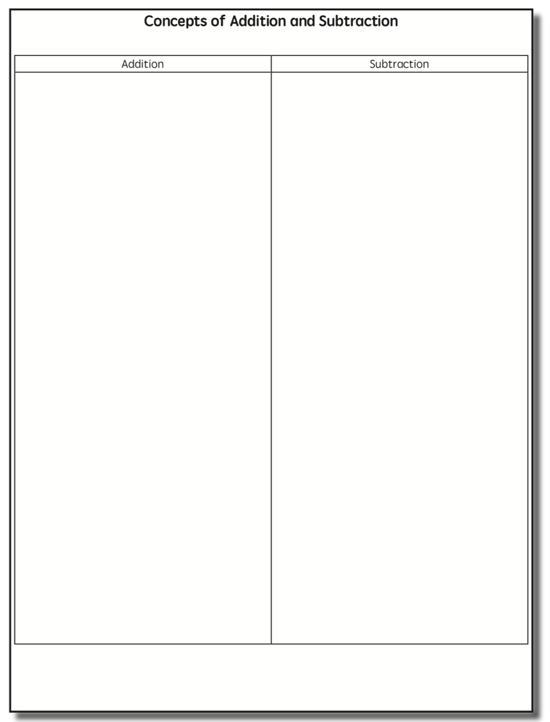 Concepts of Addition and Subtraction
Addition
Subtraction